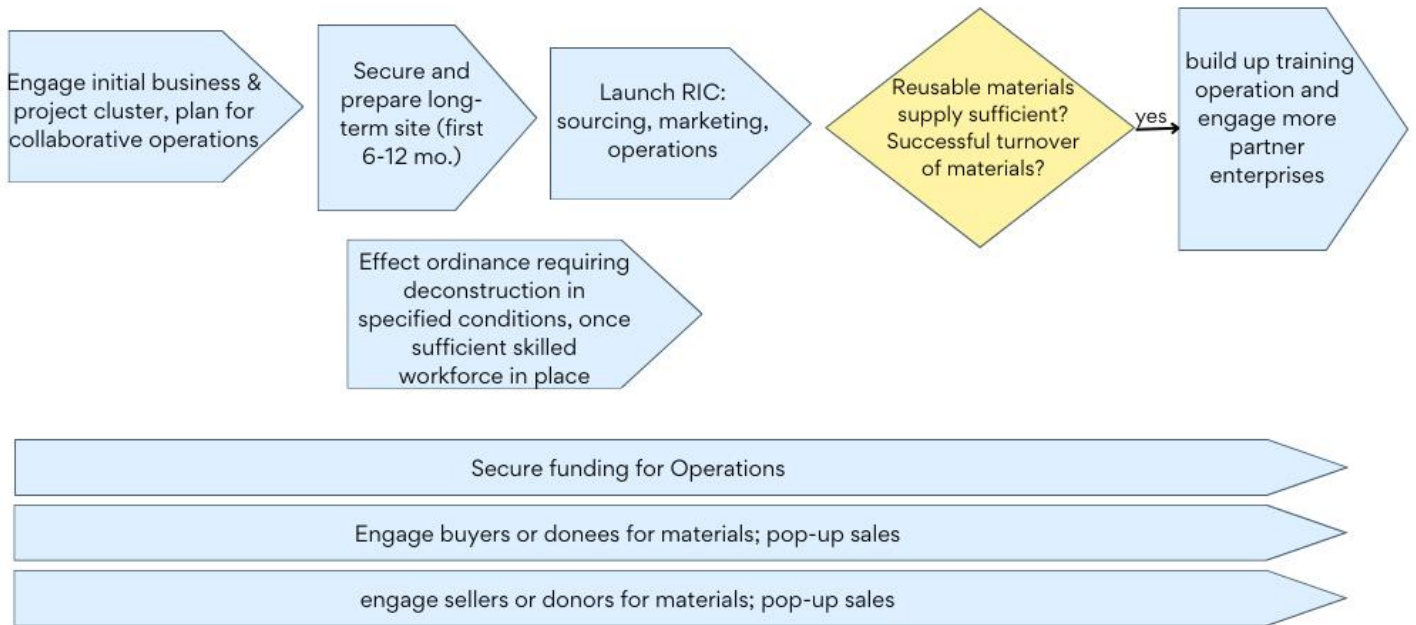 Engage initial business &
project cluster, plan for
collaborative operations
Secure and
prepare long-
term site (first
6-12 mo.)
Launch RIC:
sourcing, marketing,
operations
Reusable materials
supply sufficient?
Successful turnover
of materials?
yes
build up training
operation and
engage more
partner
enterprises
Effect ordinance requiring
deconstruction in
specified conditions, once
sufficient skilled
workforce in place
Secure funding for Operations
Engage buyers or donees for materials; pop-up sales
engage sellers or donors for materials; pop-up sales